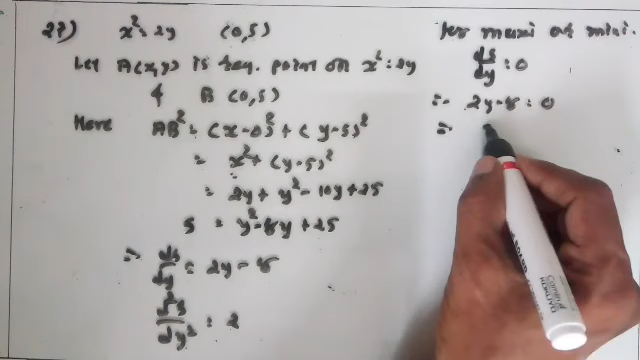 27) x² = 2y (0,5)
Let A(x,y) is req. point on x² = 2y
& B (0,5)
Here AB² = (x-0)² + (y-5)²
= x² + (y-5)²
= 2y + y² - 10y + 25
S = y² - 8y + 25
∴ ds/dy = 2y - 8
d²s/dy² = 2
for maxi or mini.
ds/dy = 0
∴ 2y - 8 = 0
=